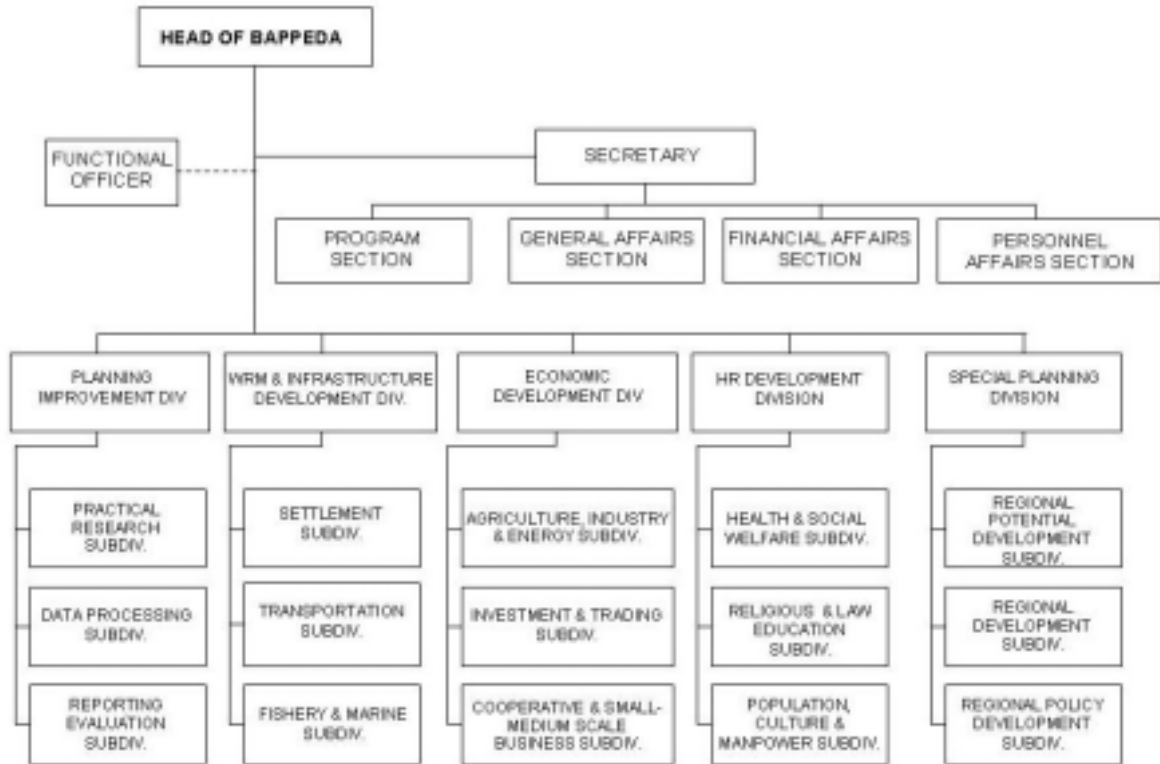 HEAD OF BAPPEDA
FUNCTIONAL
OFFICER
SECRETARY
PROGRAM
SECTION
GENERAL AFFAIRS
SECTION
FINANCIAL AFFAIRS
SECTION
PERSONNEL
AFFAIRS SECTION
PLANNING
IMPROVEMENT DIV
WRM & INFRASTRUCTURE
DEVELOPMENT DIV.
ECONOMIC
DEVELOPMENT DIV
HR DEVELOPMENT
DIVISION
SPECIAL PLANNING
DIVISION
PRACTICAL
RESEARCH
SUBDIV.
SETTLEMENT
SUBDIV.
AGRICULTURE, INDUSTRY
& ENERGY SUBDIV.
HEALTH & SOCIAL
WELFARE SUBDIV.
REGIONAL
POTENTIAL
DEVELOPMENT
SUBDIV.
DATA PROCESSING
SUBDIV.
TRANSPORTATION
SUBDIV.
INVESTMENT & TRADING
SUBDIV.
RELIGIOUS & LAW
EDUCATION
SUBDIV.
REGIONAL
DEVELOPMENT
SUBDIV.
REPORTING
EVALUATION
SUBDIV.
FISHERY & MARINE
SUBDIV.
COOPERATIVE & SMALL-
MEDIUM SCALE
BUSINESS SUBDIV.
POPULATION,
CULTURE &
MANPOWER SUBDIV.
REGIONAL POLICY
DEVELOPMENT
SUBDIV.